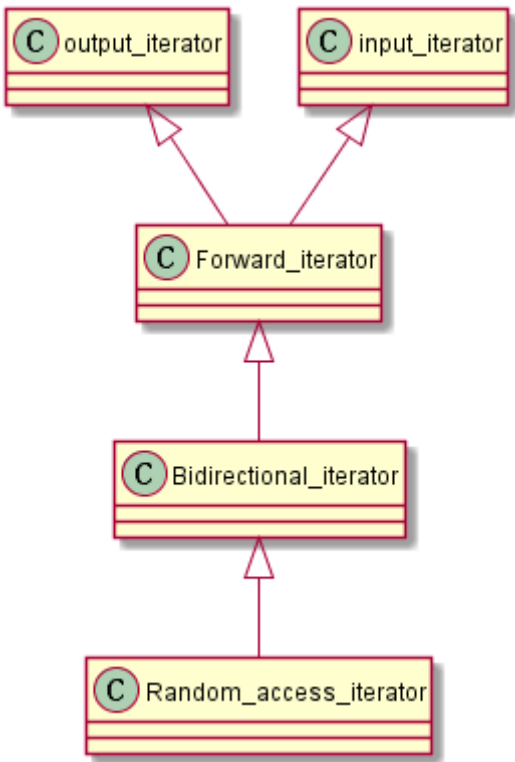 C output_iterator
C input_iterator
C Forward_iterator
C Bidirectional_iterator
C Random_access_iterator